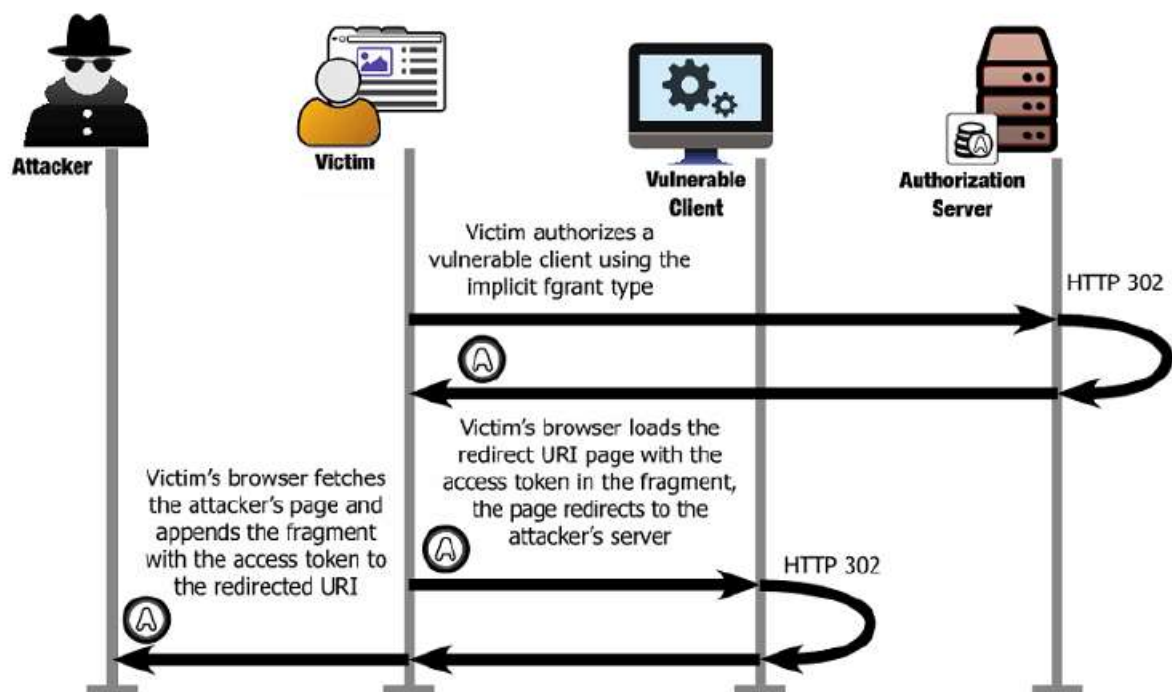 Attacker
Victim
Vulnerable
Client
Authorization
Server
A
Victim authorizes a
vulnerable client using the
implicit fgrant type
HTTP 302
A
Victim's browser loads the
redirect URI page with the
access token in the fragment,
the page redirects to the
attacker's server
Victim's browser fetches
the attacker's page and
appends the fragment
with the access token to
the redirected URI
A
HTTP 302
A